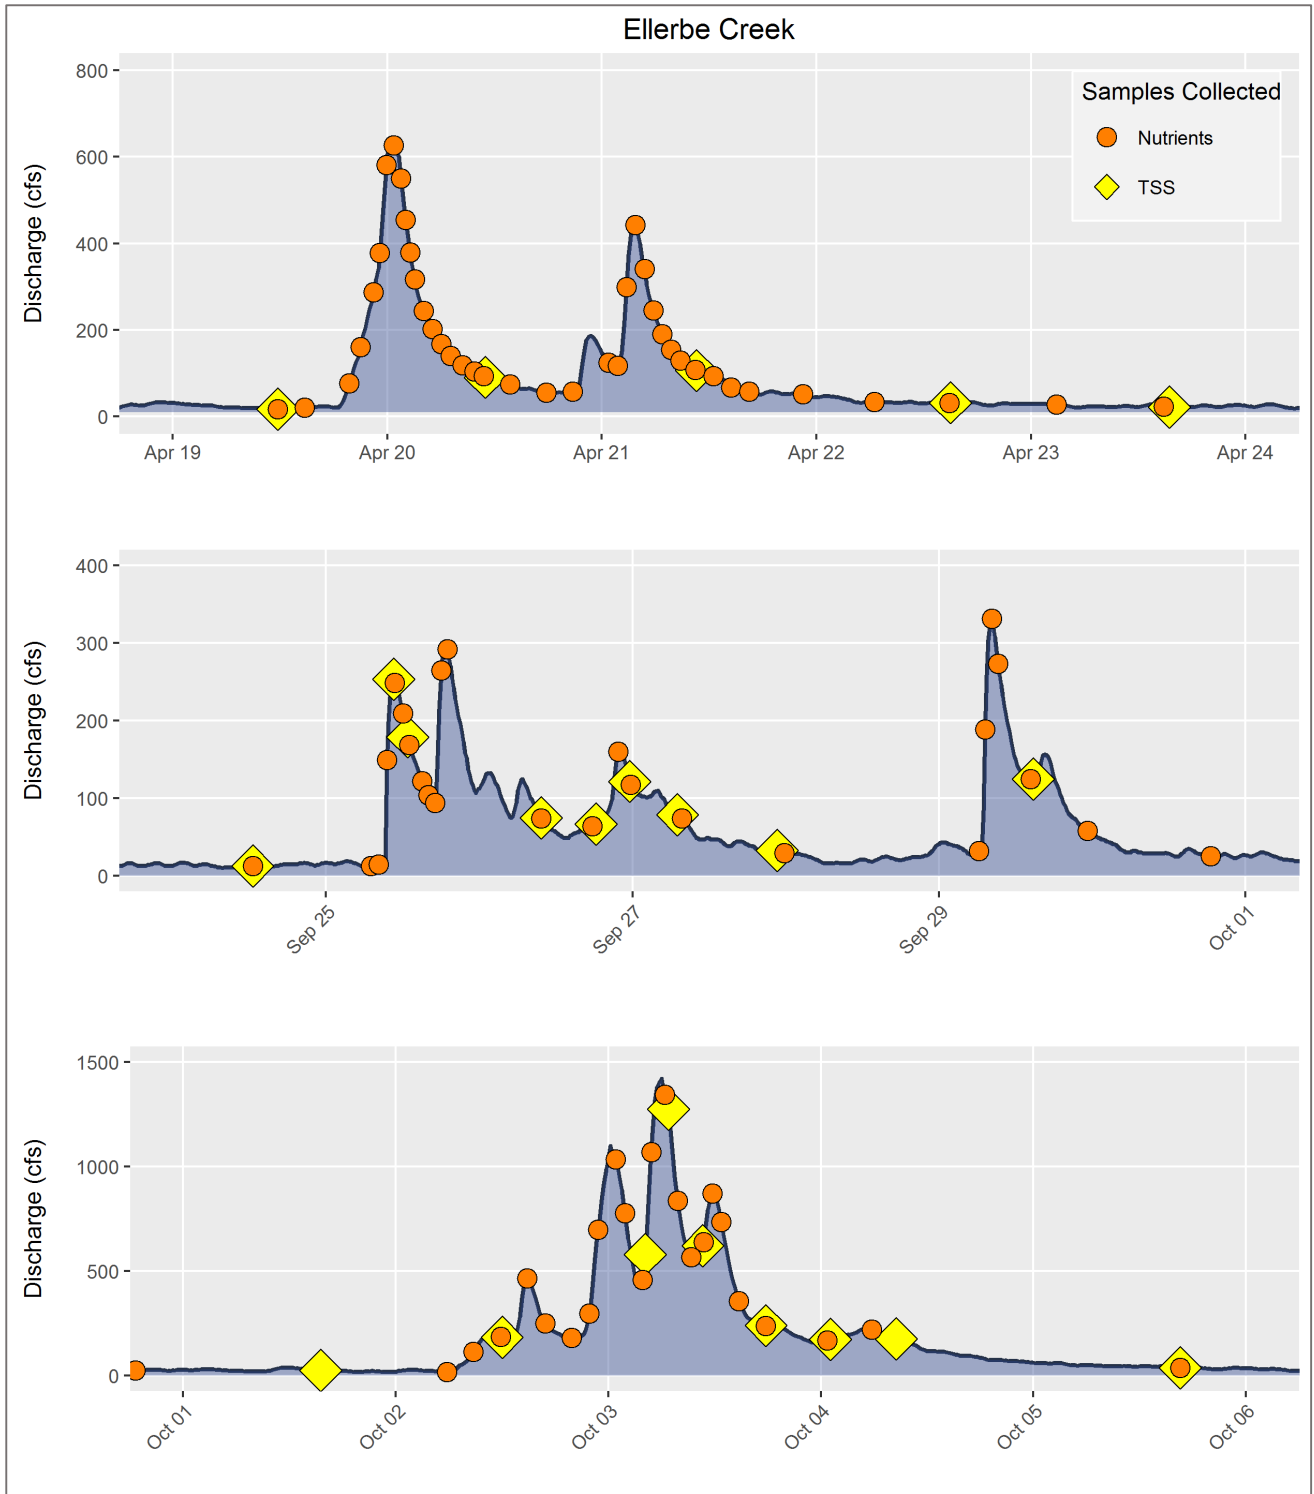 Ellerbe Creek
800
600
400
200
0
Discharge (cfs)
Samples Collected
Nutrients
TSS
Apr 19 Apr 20 Apr 21 Apr 22 Apr 23 Apr 24
400
300
200
100
0
Discharge (cfs)
Sep 25 Sep 27 Sep 29 Oct 01
1500
1000
500
0
Discharge (cfs)
Oct 01 Oct 02 Oct 03 Oct 04 Oct 05 Oct 06